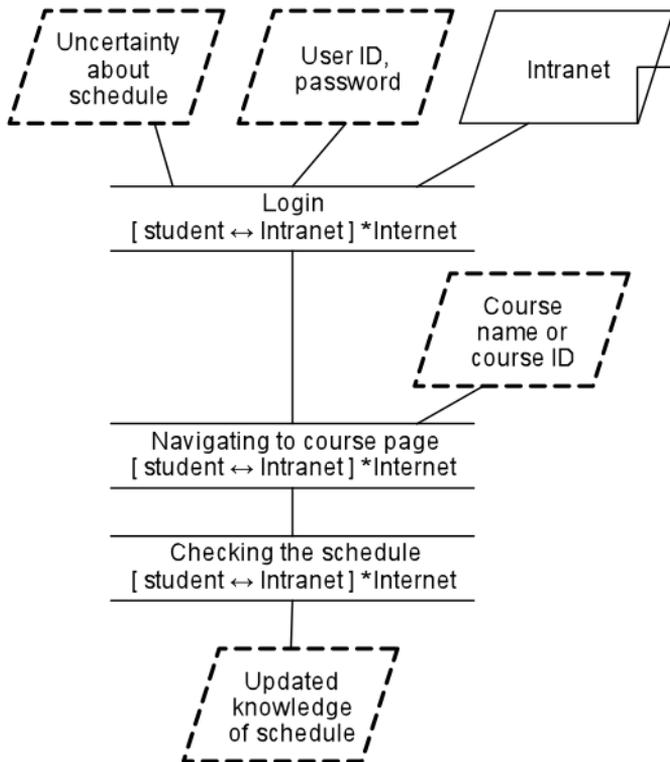 Uncertainty
about
schedule
User ID,
password
Intranet
Login
[ student ↔ Intranet ] *Internet
Course
name or
course ID
Navigating to course page
[ student ↔ Intranet ] *Internet
Checking the schedule
[ student ↔ Intranet ] *Internet
Updated
knowledge
of schedule